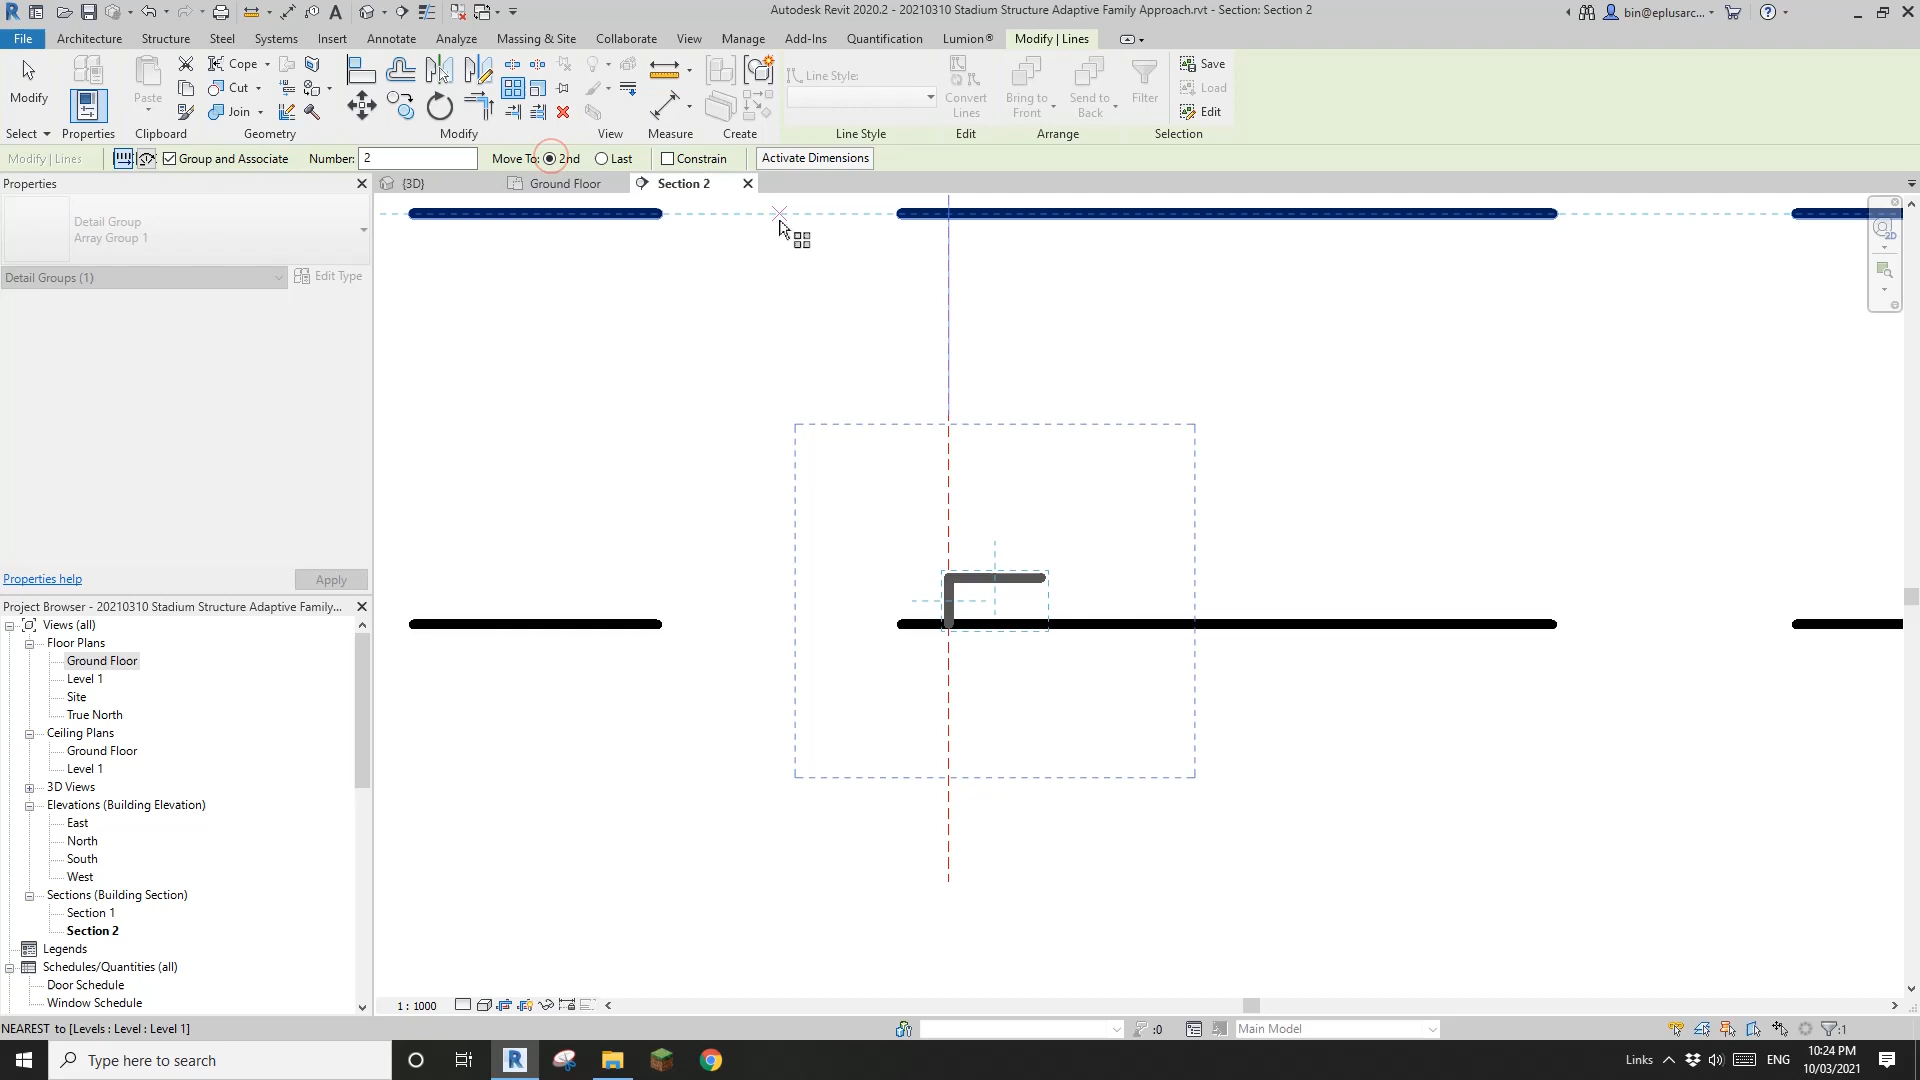 Autodesk Revit 2020.2 - 20210310 Stadium Structure Adaptive Family Approach.rvt - Section: Section 2
bin@eplusarc...
File Architecture Structure Steel Systems Insert Annotate Analyze Massing & Site Collaborate View Manage Add-Ins Quantification Lumion® Modify | Lines
Modify
Paste
Cope
Cut
Join
Line Style:
Convert
Lines
Bring to
Front
Send to
Back
Filter
Save
Load
Edit
Select Properties Clipboard Geometry Modify View Measure Create Line Style Edit Arrange Selection
Modify | Lines Group and Associate Number: 2 Move To: 2nd Last Constrain Activate Dimensions
Properties
{3D} Ground Floor Section 2
Detail Group
Array Group 1
Detail Groups (1) Edit Type
Properties help Apply
Project Browser - 20210310 Stadium Structure Adaptive Family...
Views (all)
Floor Plans
Ground Floor
Level 1
Site
True North
Ceiling Plans
Ground Floor
Level 1
3D Views
Elevations (Building Elevation)
East
North
South
West
Sections (Building Section)
Section 1
Section 2
Legends
Schedules/Quantities (all)
Door Schedule
Window Schedule
1 : 1000
NEAREST to [Levels : Level : Level 1]
:0
Main Model
:1
Type here to search
Links
ENG
10:24 PM
10/03/2021